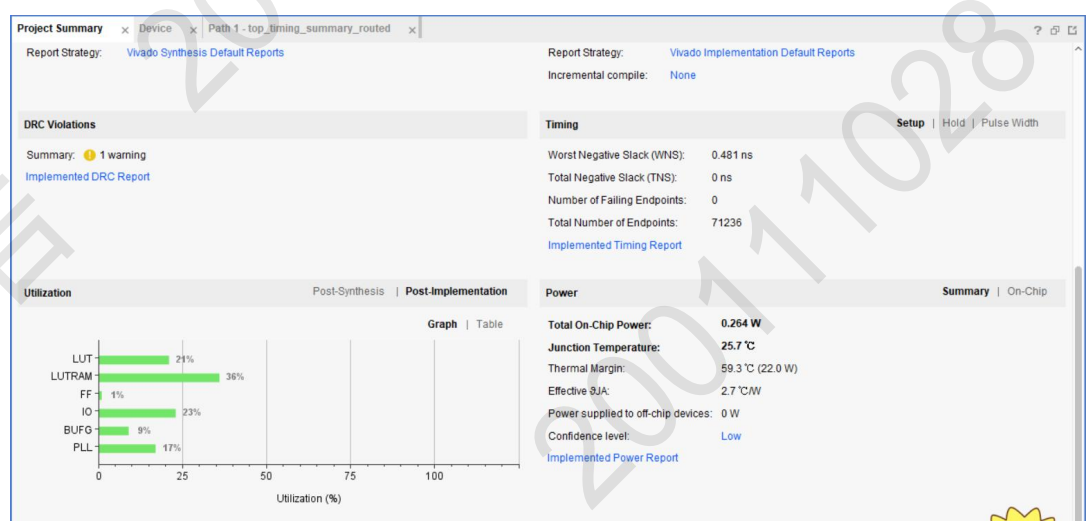 Project Summary × Device × Path 1 - top_timing_summary_routed ×
Report Strategy: Vivado Synthesis Default Reports
Report Strategy: Vivado Implementation Default Reports
Incremental compile: None
DRC Violations
Summary: 1 warning
Implemented DRC Report
Timing Setup | Hold | Pulse Width
Worst Negative Slack (WNS): 0.481 ns
Total Negative Slack (TNS): 0 ns
Number of Failing Endpoints: 0
Total Number of Endpoints: 71236
Implemented Timing Report
Utilization Post-Synthesis | Post-Implementation
Graph | Table
LUT 21%
LUTRAM 36%
FF 1%
IO 23%
BUFG 9%
PLL 17%
0 25 50 75 100
Utilization (%)
Power Summary | On-Chip
Total On-Chip Power: 0.264 W
Junction Temperature: 25.7 ℃
Thermal Margin: 59.3 ℃ (22.0 W)
Effective ϑJA: 2.7 ℃/W
Power supplied to off-chip devices: 0 W
Confidence level: Low
Implemented Power Report
200111028